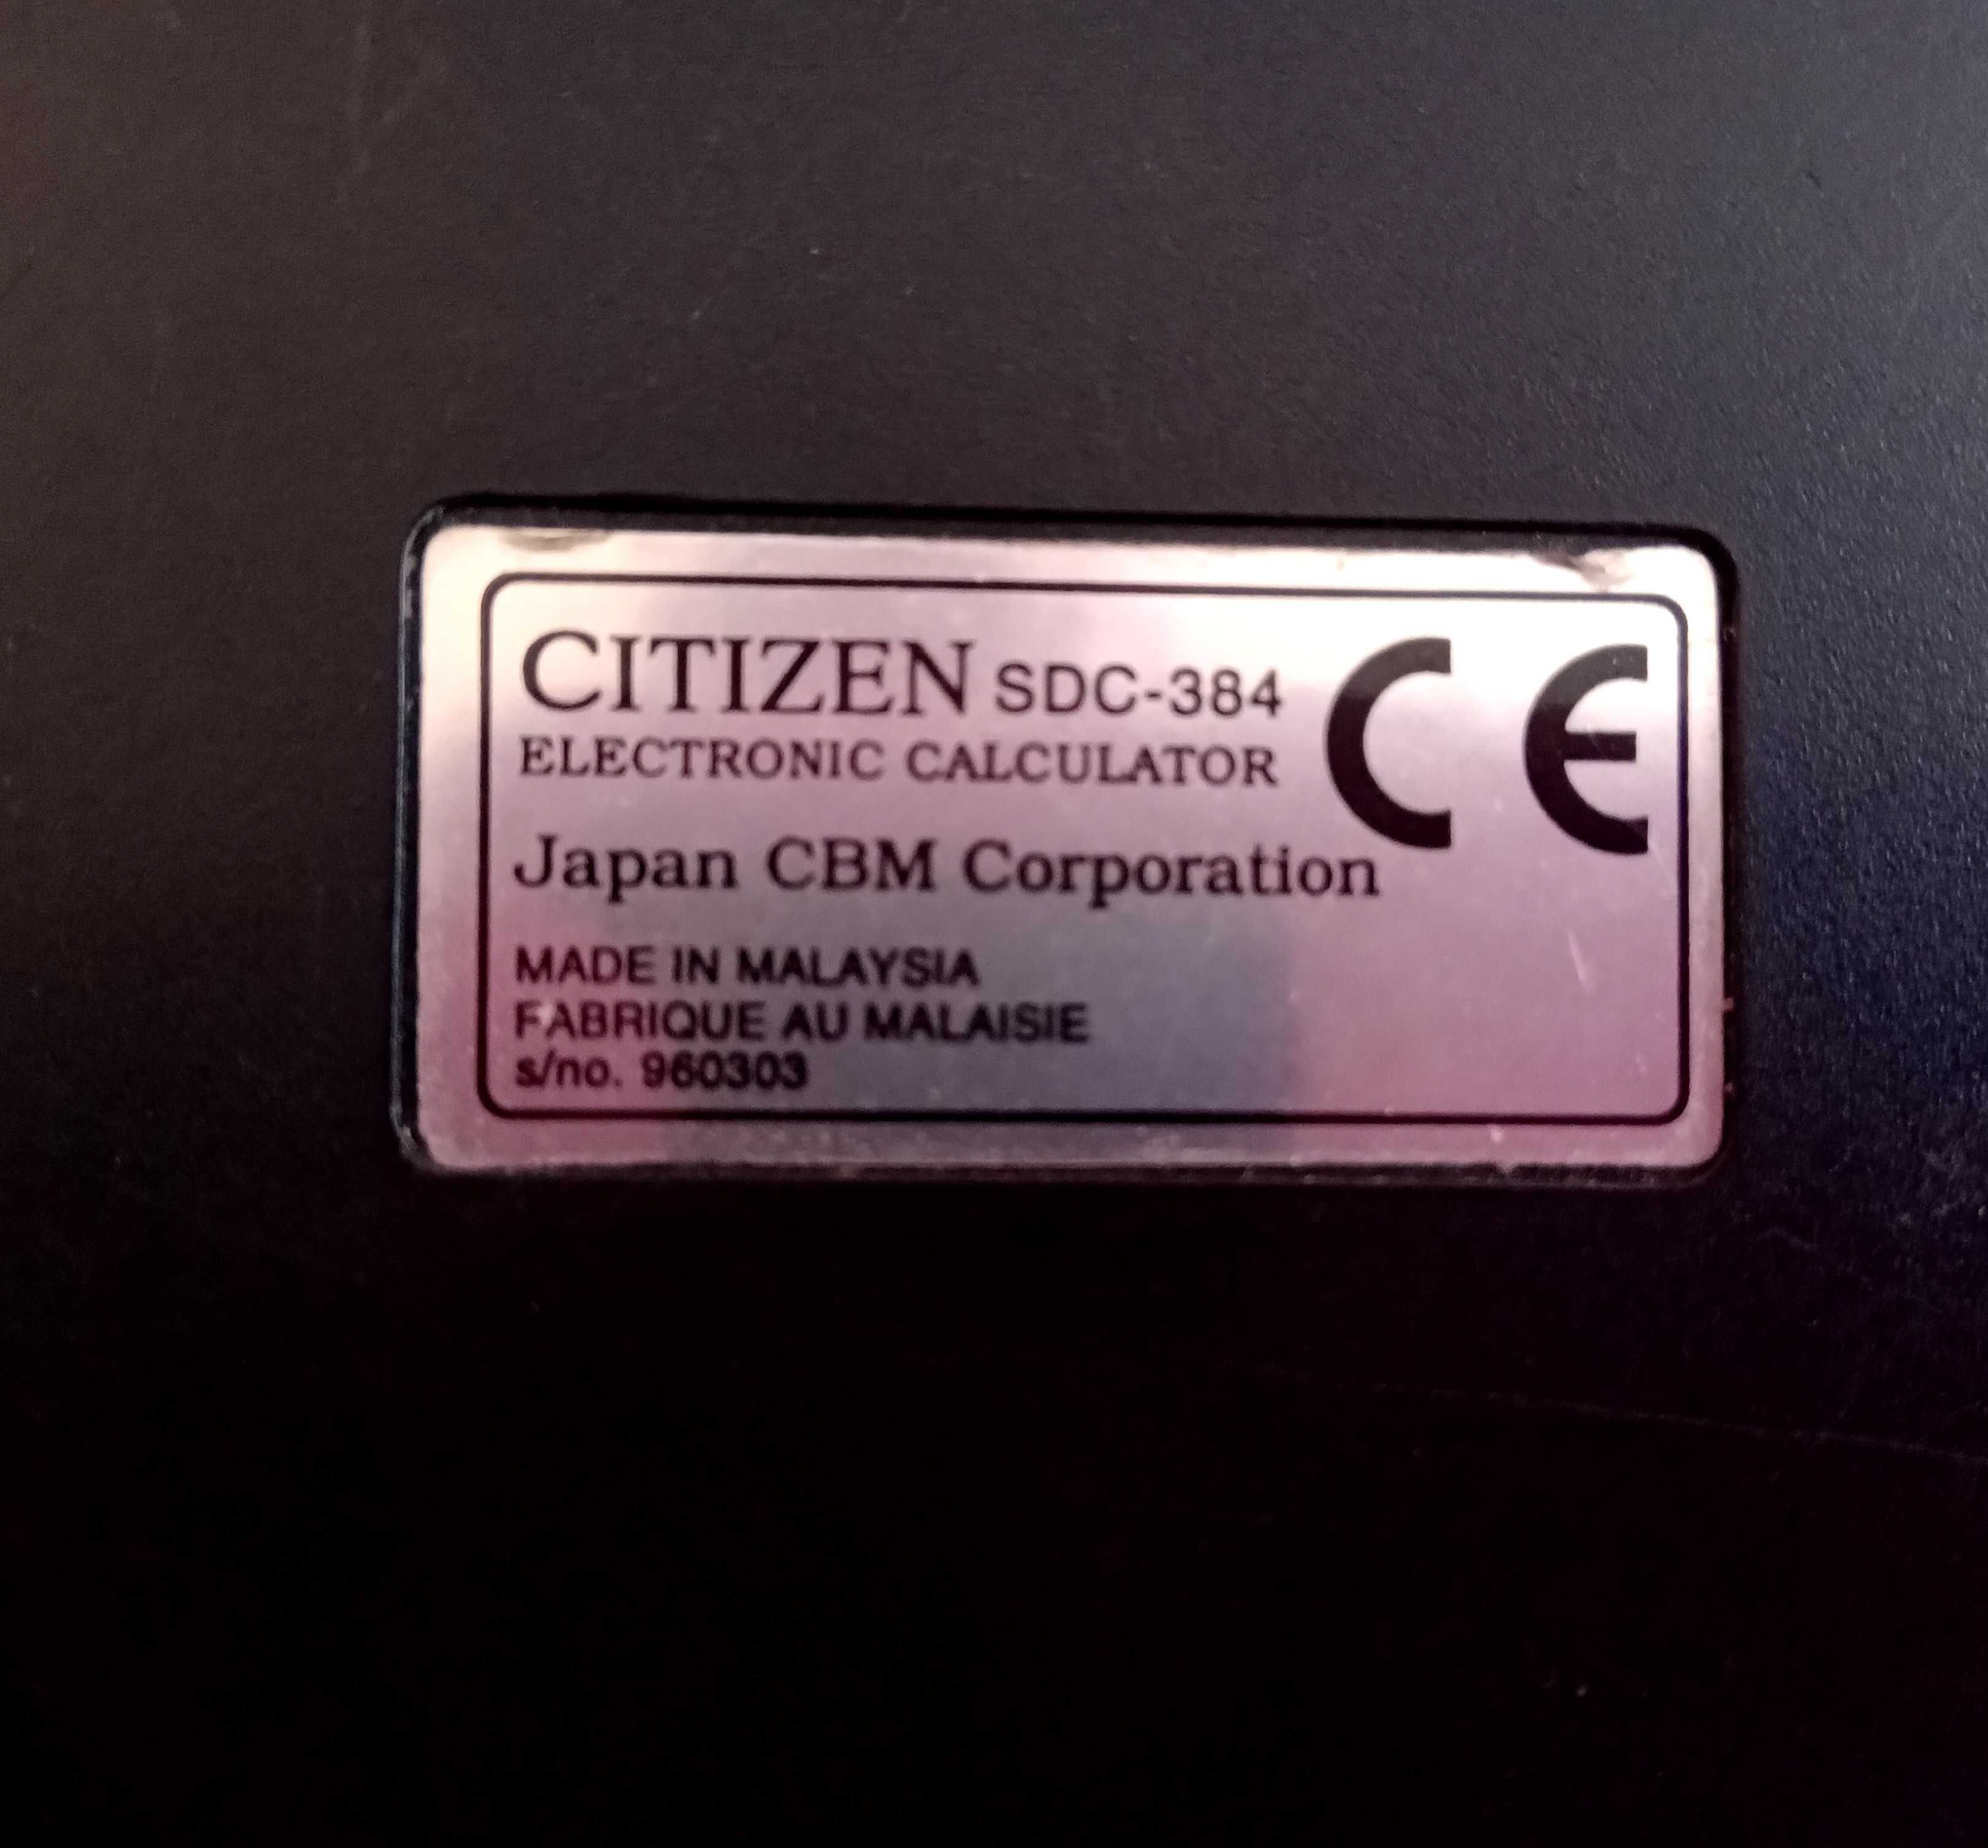 CITIZEN SDC-384 CE
ELECTRONIC CALCULATOR
Japan CBM Corporation
MADE IN MALAYSIA
FABRIQUE AU MALAISIE
s/no. 960303